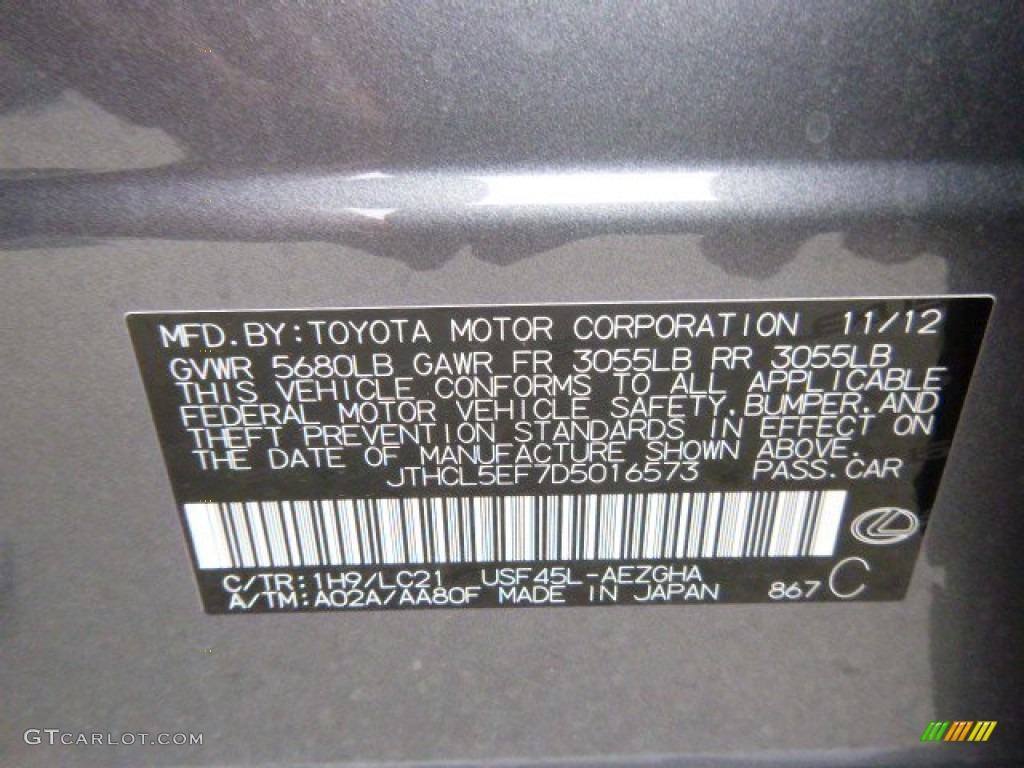 MFD.BY:TOYOTA MOTOR CORPORATION 11/12
GVWR 5680LB GAWR FR 3055LB RR 3055LB
THIS VEHICLE CONFORMS TO ALL APPLICABLE
FEDERAL MOTOR VEHICLE SAFETY,BUMPER,AND
THEFT PREVENTION STANDARDS IN EFFECT ON
THE DATE OF MANUFACTURE SHOWN ABOVE.
JTHCL5EF7D5016573 PASS.CAR
C/TR:1H9/LC21 USF45L-AEZGHA
A/TM:A02A/AA80F MADE IN JAPAN 867 C
GTCARLOT.COM